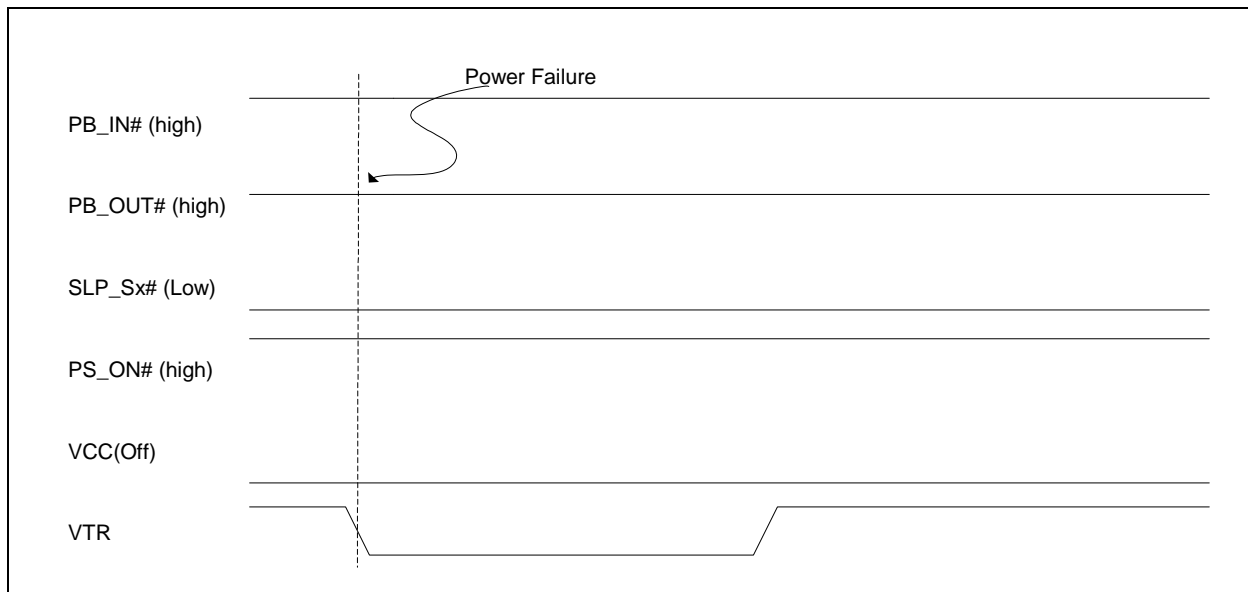 Power Failure
PB_IN# (high)
PB_OUT# (high)
SLP_Sx# (Low)
PS_ON# (high)
VCC(Off)
VTR